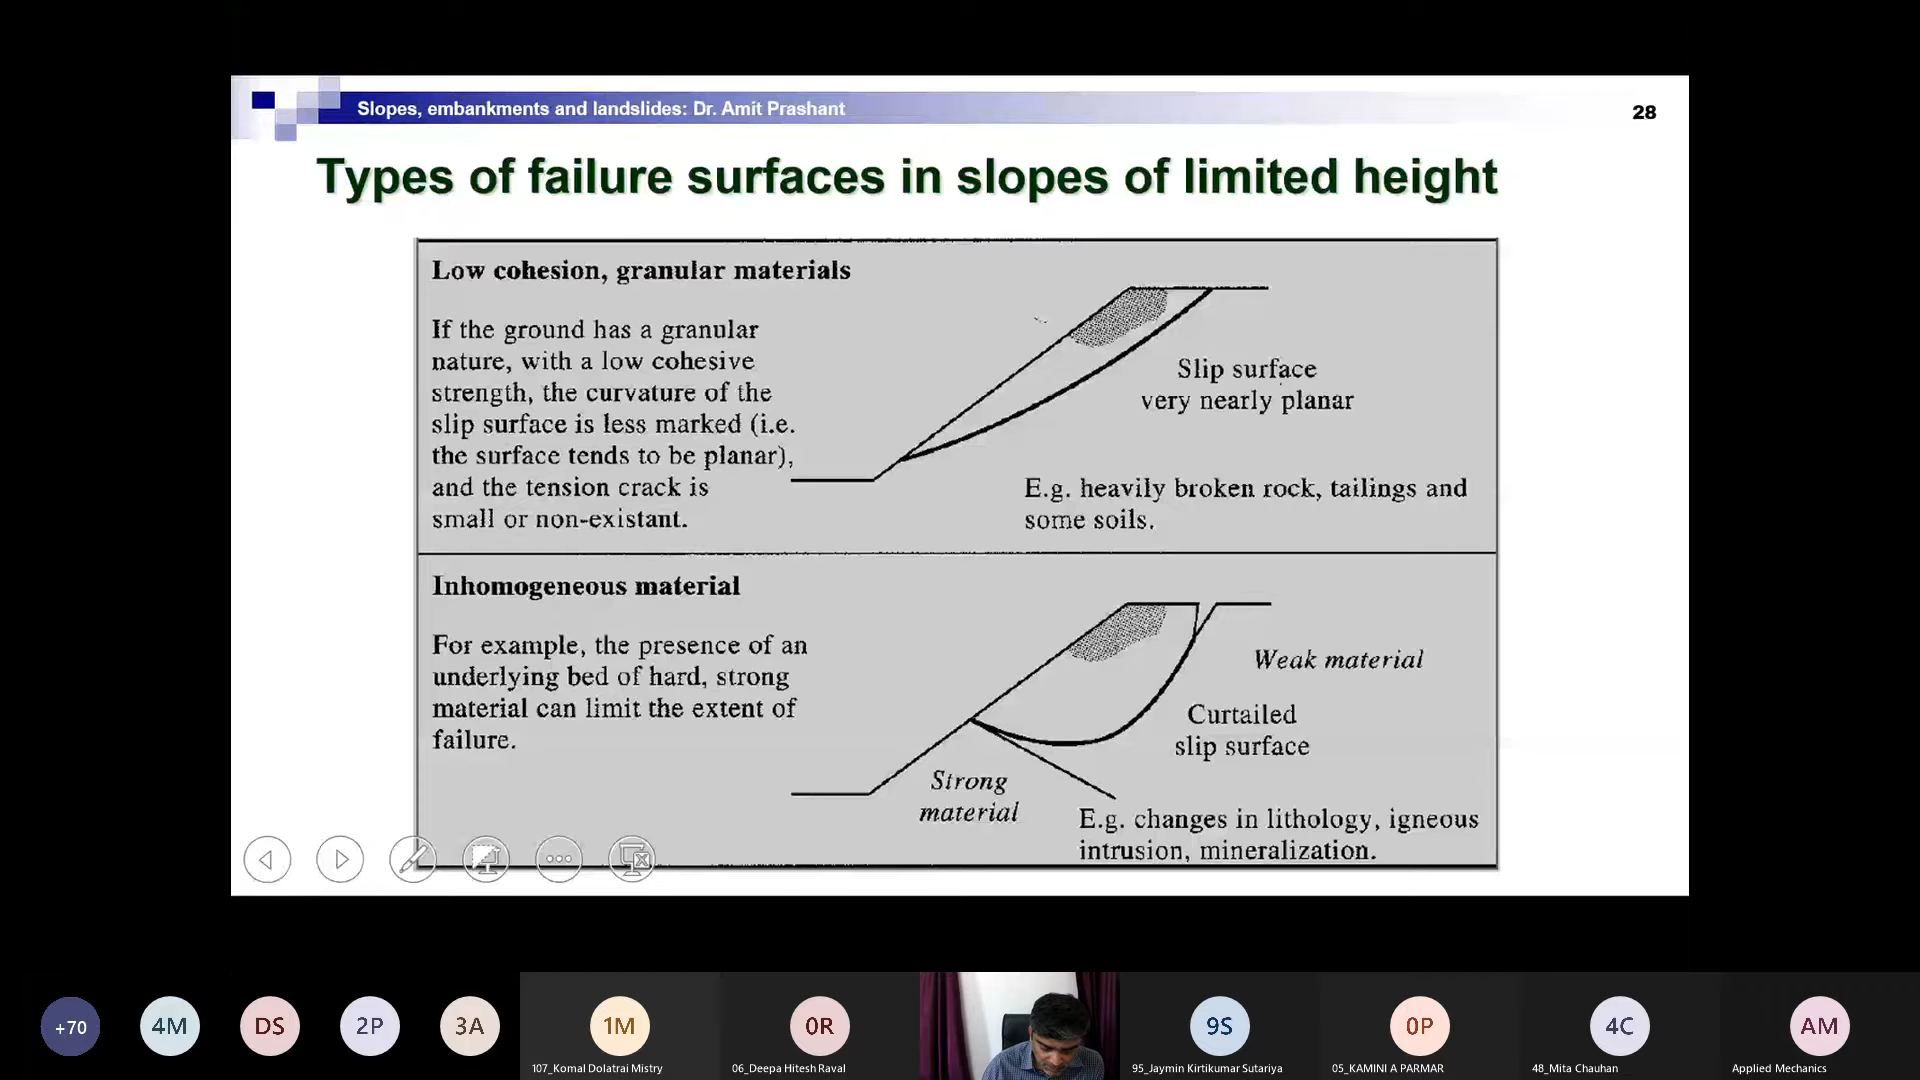 Slopes, embankments and landslides: Dr. Amit Prashant
28
Types of failure surfaces in slopes of limited height
Low cohesion, granular materials
If the ground has a granular
nature, with a low cohesive
strength, the curvature of the
slip surface is less marked (i.e.
the surface tends to be planar),
and the tension crack is
small or non-existant.
Slip surface
very nearly planar
E.g. heavily broken rock, tailings and
some soils.
Inhomogeneous material
For example, the presence of an
underlying bed of hard, strong
material can limit the extent of
failure.
Weak material
Curtailed
slip surface
Strong
material
E.g. changes in lithology, igneous
intrusion, mineralization.
+70
4M
DS
2P
3A
1M
0R
9S
0P
4C
AM
107_Komal Dolatrai Mistry
06_Deepa Hitesh Raval
95_Jaymin Kirtikumar Sutariya
05_KAMINI A PARMAR
48_Mita Chauhan
Applied Mechanics